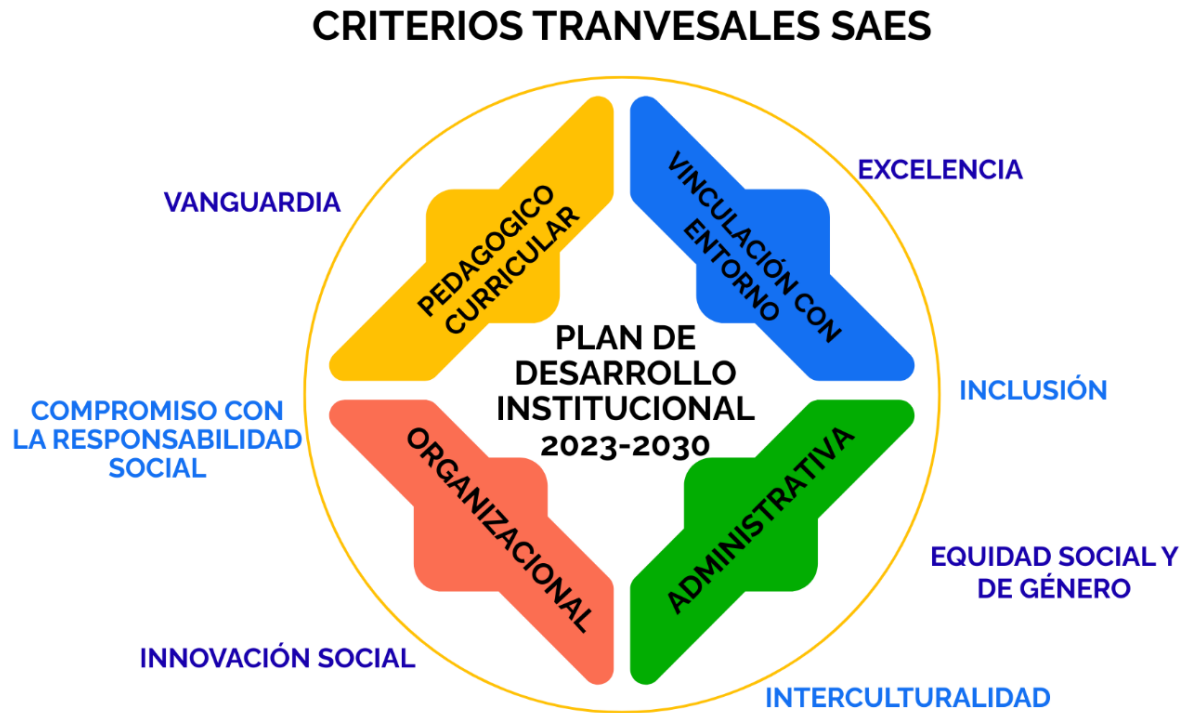 CRITERIOS TRANVESALES SAES
VANGUARDIA
EXCELENCIA
PEDAGOGICO
CURRICULAR
VINCULACIÓN CON
ENTORNO
PLAN DE
DESARROLLO
INSTITUCIONAL
2023-2030
INCLUSIÓN
COMPROMISO CON
LA RESPONSABILIDAD
SOCIAL
ORGANIZACIONAL
ADMINISTRATIVA
EQUIDAD SOCIAL Y
DE GÉNERO
INNOVACIÓN SOCIAL
INTERCULTURALIDAD